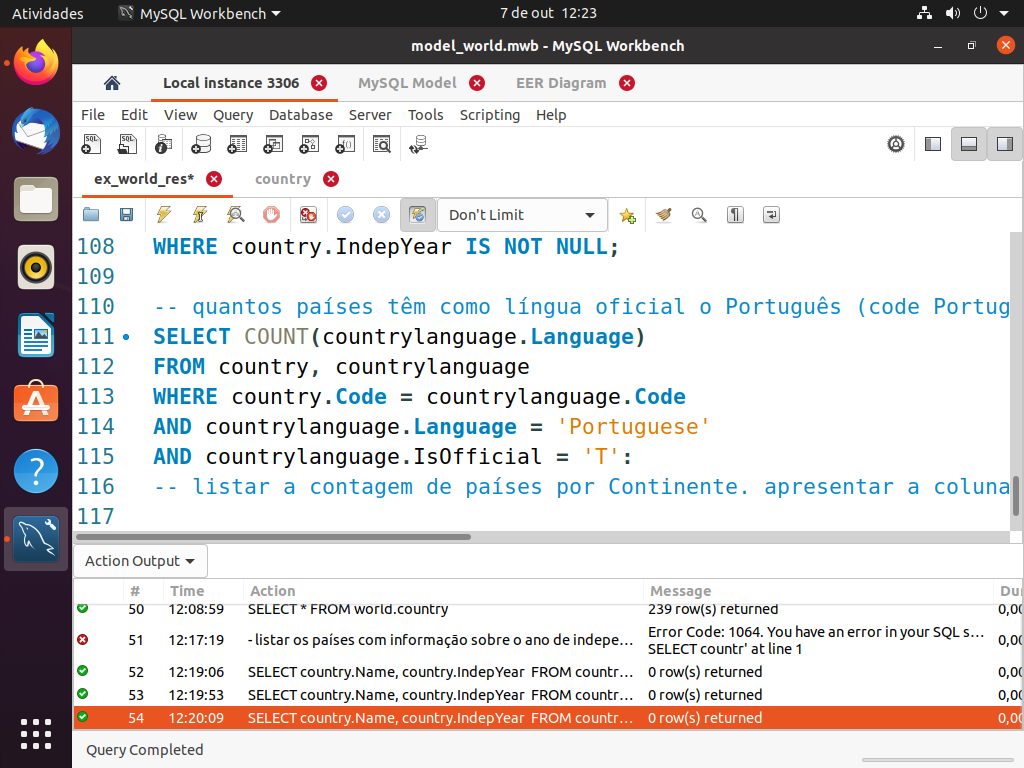 Atividades MySQL Workbench 7 de out 12:23
model_world.mwb - MySQL Workbench
Local instance 3306 MySQL Model EER Diagram
File Edit View Query Database Server Tools Scripting Help
ex_world_res* country
Don't Limit
108 WHERE country.IndepYear IS NOT NULL;
109
110 -- quantos países têm como língua oficial o Português (code Portug
111 SELECT COUNT(countrylanguage.Language)
112 FROM country, countrylanguage
113 WHERE country.Code = countrylanguage.Code
114 AND countrylanguage.Language = 'Portuguese'
115 AND countrylanguage.IsOfficial = 'T':
116 -- listar a contagem de países por Continente. apresentar a coluna
117
Action Output
# Time Action Message Du
50 12:08:59 SELECT * FROM world.country 239 row(s) returned 0,00
51 12:17:19 - listar os países com informação sobre o ano de indepe... Error Code: 1064. You have an error in your SQL s... 0,00
SELECT countr' at line 1
52 12:19:06 SELECT country.Name, country.IndepYear FROM countr... 0 row(s) returned 0,00
53 12:19:53 SELECT country.Name, country.IndepYear FROM countr... 0 row(s) returned 0,00
54 12:20:09 SELECT country.Name, country.IndepYear FROM countr... 0 row(s) returned 0,00
Query Completed